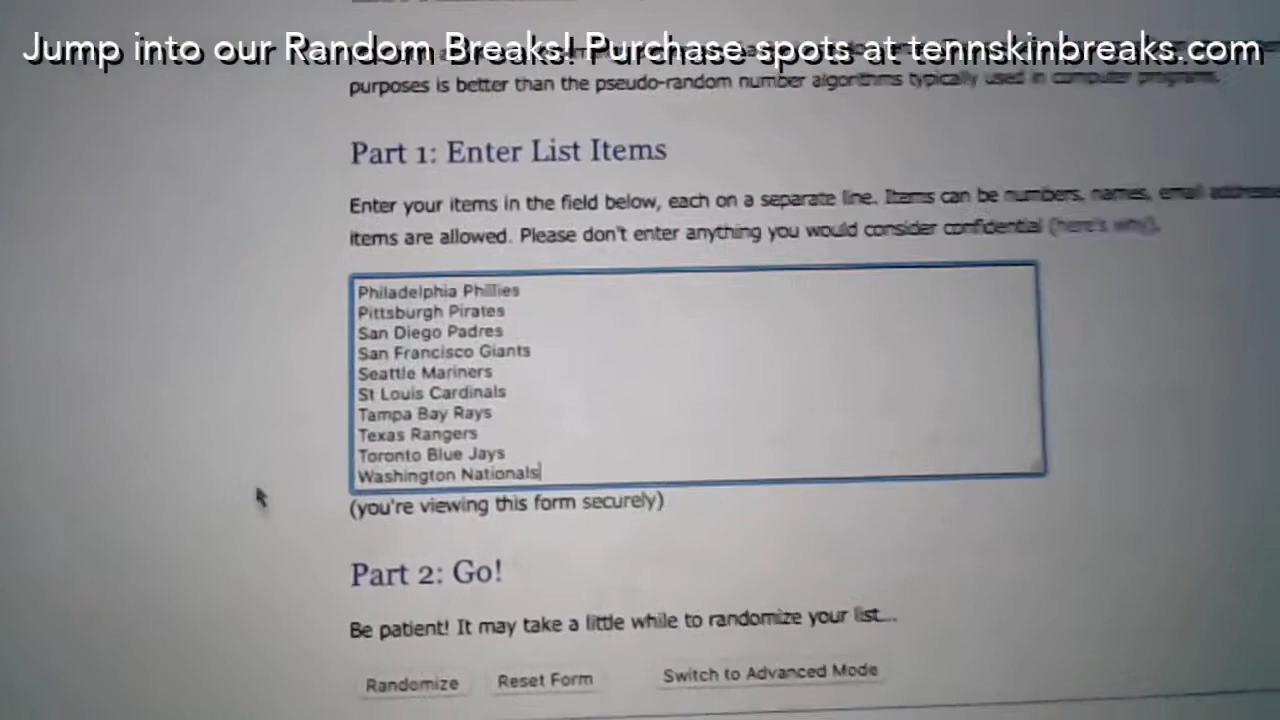 Jump into our Random Breaks! Purchase spots at tennskinbreaks.com
purposes is better than the pseudo-random number algorithms typically used in computer programs.
Part 1: Enter List Items
Enter your items in the field below, each on a separate line. Items can be numbers, names, email addresses
items are allowed. Please don't enter anything you would consider confidential (here's why).
Philadelphia Phillies
Pittsburgh Pirates
San Diego Padres
San Francisco Giants
Seattle Mariners
St Louis Cardinals
Tampa Bay Rays
Texas Rangers
Toronto Blue Jays
Washington Nationals
(you're viewing this form securely)
Part 2: Go!
Be patient! It may take a little while to randomize your list...
Randomize Reset Form Switch to Advanced Mode